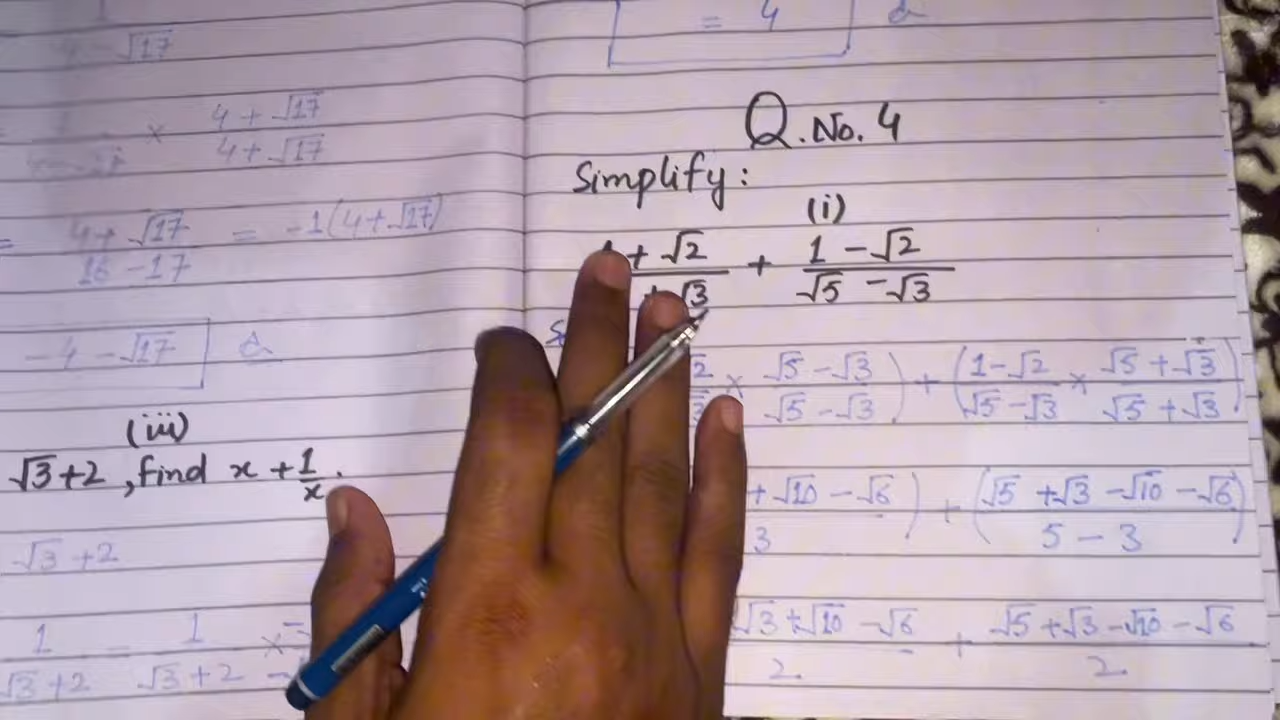 = 4
√17
× 4 + √17 / 4 + √17
= 4 + √17 / 16 - 17 = -1(4 + √17)
-4 - √17
(iii)
√3 + 2, find x + 1/x.
√3 + 2
1 / √3 + 2 = 1 / √3 + 2 ×
Q. No. 4
Simplify:
(i)
+ √2 / + √3 + 1 - √2 / √5 - √3
× √5 - √3 / √5 - √3) + (1 - √2 / √5 - √3 × √5 + √3 / √5 + √3)
+ √10 - √6 / 3) + (√5 + √3 - √10 - √6 / 5 - 3)
√3 + √10 - √6 / 2 + √5 + √3 - √10 - √6 / 2